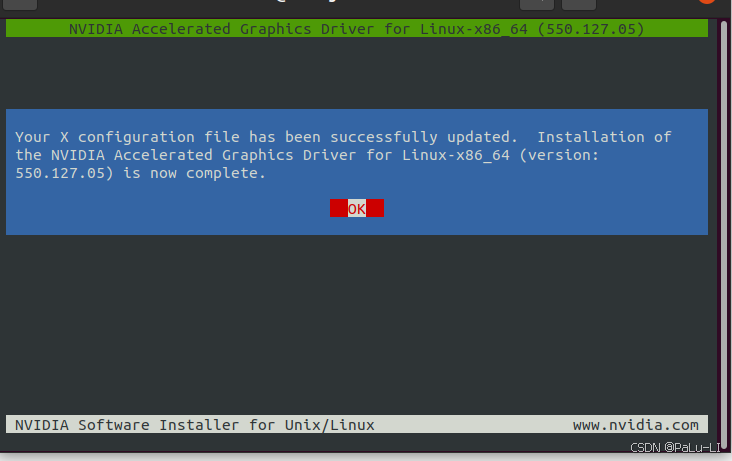 NVIDIA Accelerated Graphics Driver for Linux-x86_64 (550.127.05)
Your X configuration file has been successfully updated.  Installation of
the NVIDIA Accelerated Graphics Driver for Linux-x86_64 (version:
550.127.05) is now complete.
OK
NVIDIA Software Installer for Unix/Linux www.nvidia.com
CSDN @PaLu-LI